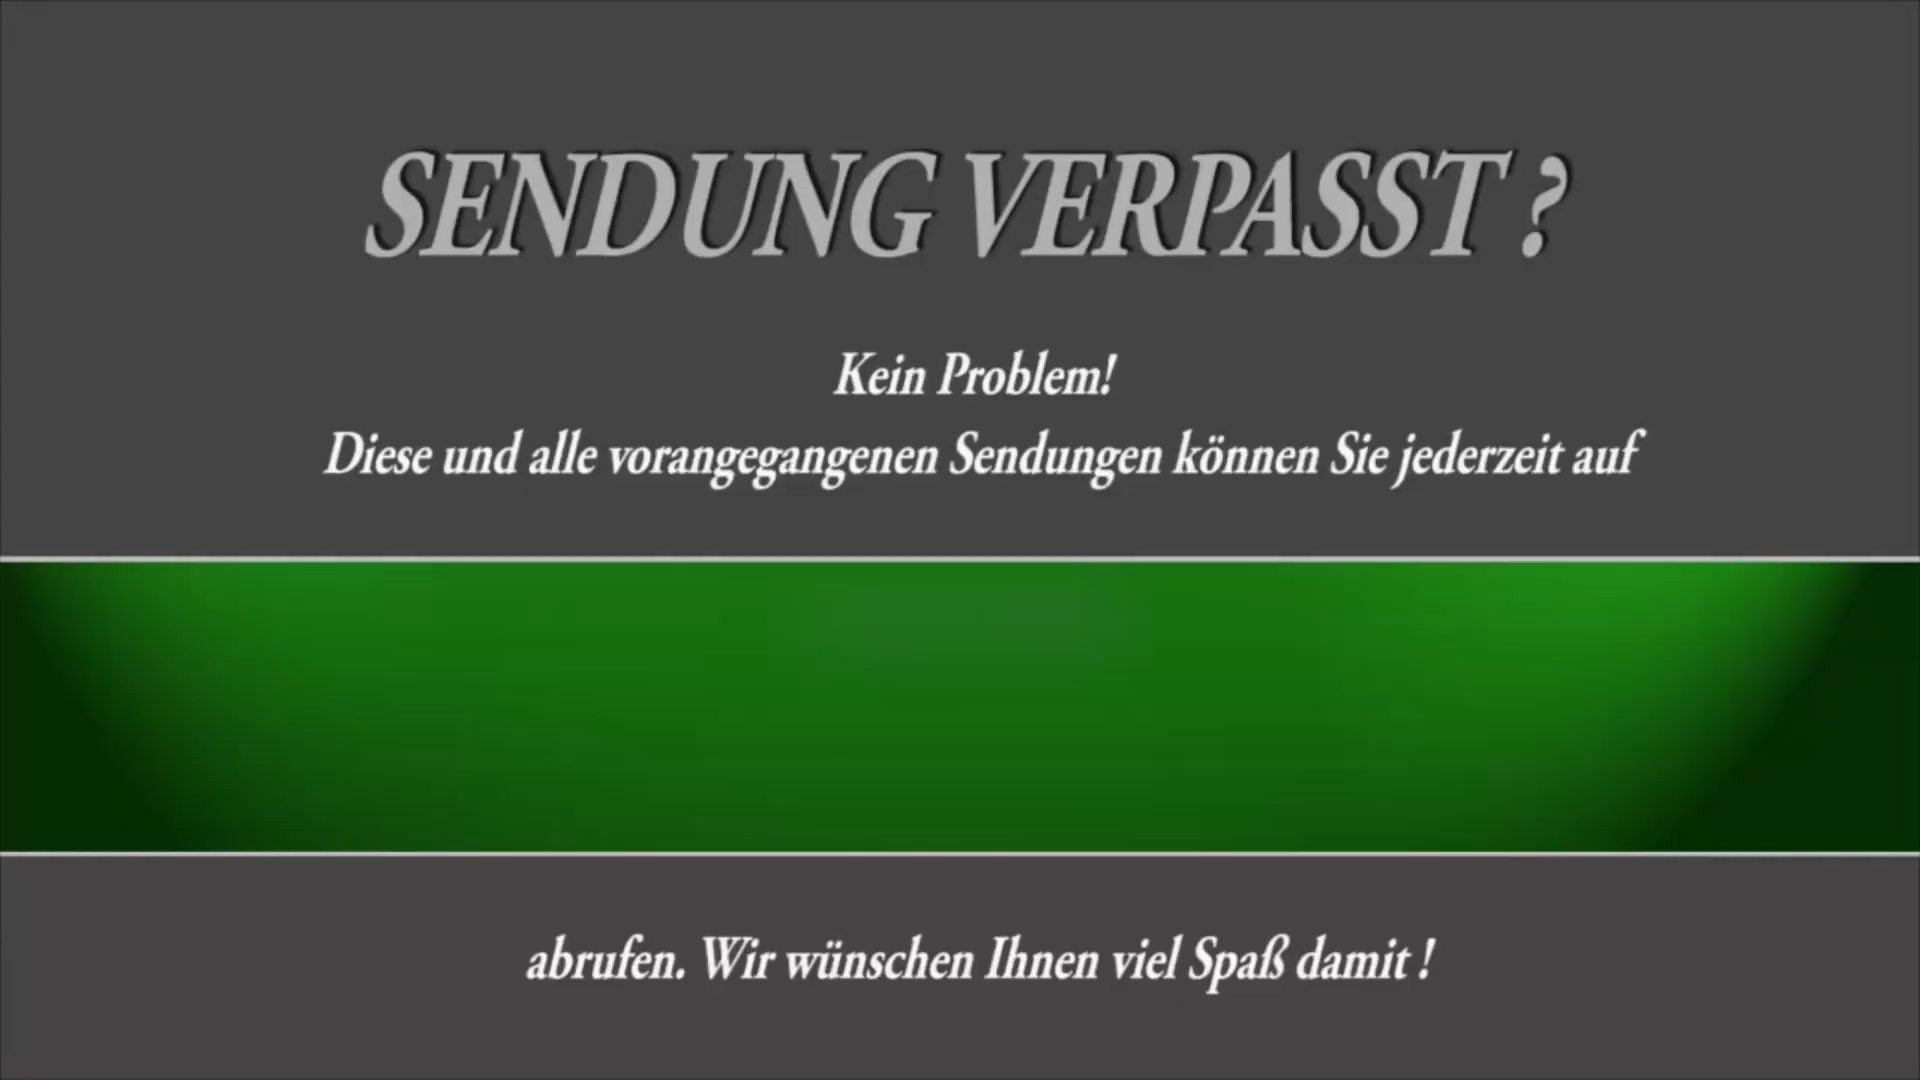 SENDUNG VERPASST ?
Kein Problem!
Diese und alle vorangegangenen Sendungen können Sie jederzeit auf
abrufen. Wir wünschen Ihnen viel Spaß damit !